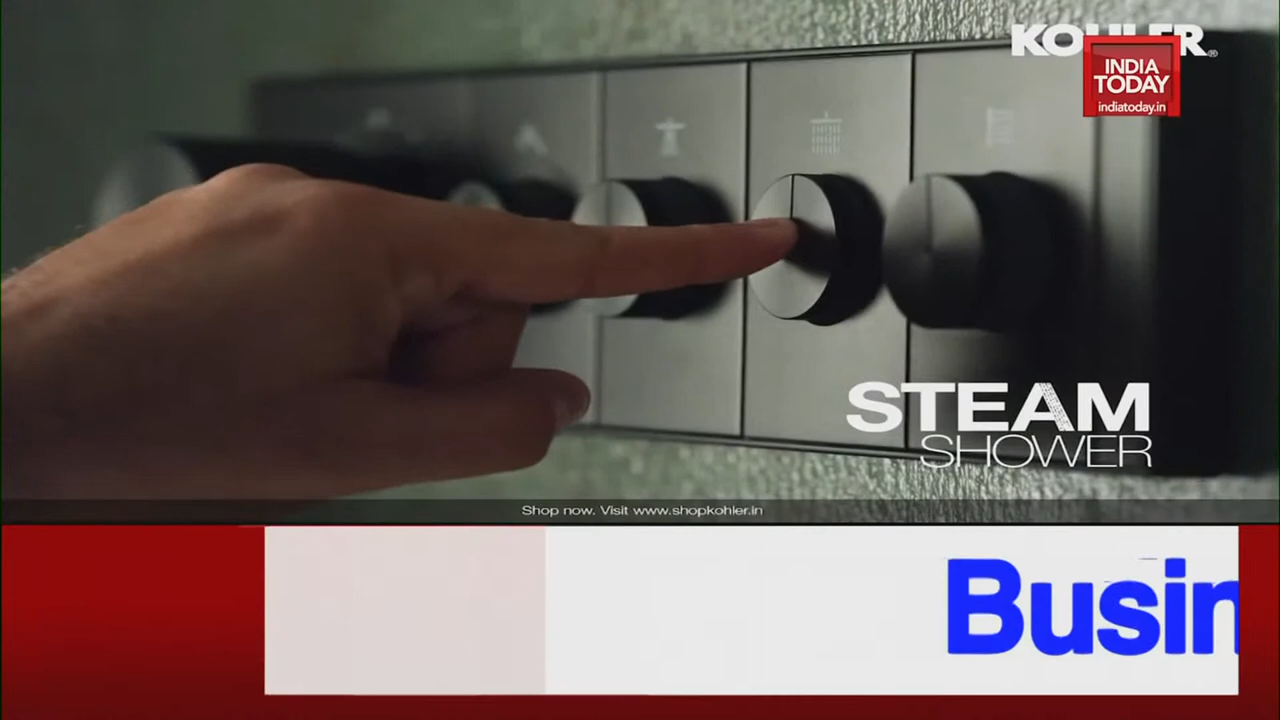 KOHLER®
INDIA
TODAY
indiatoday.in
STEAM
SHOWER
Shop now. Visit www.shopkohler.in
Busin